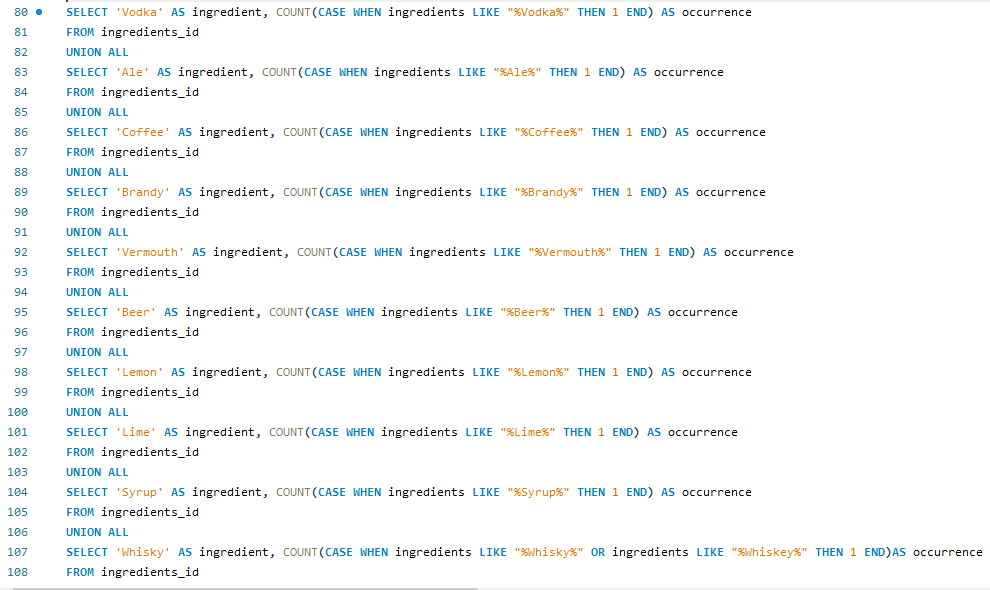 80 SELECT 'Vodka' AS ingredient, COUNT(CASE WHEN ingredients LIKE "%Vodka%" THEN 1 END) AS occurrence
81 FROM ingredients_id
82 UNION ALL
83 SELECT 'Ale' AS ingredient, COUNT(CASE WHEN ingredients LIKE "%Ale%" THEN 1 END) AS occurrence
84 FROM ingredients_id
85 UNION ALL
86 SELECT 'Coffee' AS ingredient, COUNT(CASE WHEN ingredients LIKE "%Coffee%" THEN 1 END) AS occurrence
87 FROM ingredients_id
88 UNION ALL
89 SELECT 'Brandy' AS ingredient, COUNT(CASE WHEN ingredients LIKE "%Brandy%" THEN 1 END) AS occurrence
90 FROM ingredients_id
91 UNION ALL
92 SELECT 'Vermouth' AS ingredient, COUNT(CASE WHEN ingredients LIKE "%Vermouth%" THEN 1 END) AS occurrence
93 FROM ingredients_id
94 UNION ALL
95 SELECT 'Beer' AS ingredient, COUNT(CASE WHEN ingredients LIKE "%Beer%" THEN 1 END) AS occurrence
96 FROM ingredients_id
97 UNION ALL
98 SELECT 'Lemon' AS ingredient, COUNT(CASE WHEN ingredients LIKE "%Lemon%" THEN 1 END) AS occurrence
99 FROM ingredients_id
100 UNION ALL
101 SELECT 'Lime' AS ingredient, COUNT(CASE WHEN ingredients LIKE "%Lime%" THEN 1 END) AS occurrence
102 FROM ingredients_id
103 UNION ALL
104 SELECT 'Syrup' AS ingredient, COUNT(CASE WHEN ingredients LIKE "%Syrup%" THEN 1 END) AS occurrence
105 FROM ingredients_id
106 UNION ALL
107 SELECT 'Whisky' AS ingredient, COUNT(CASE WHEN ingredients LIKE "%Whisky%" OR ingredients LIKE "%Whiskey%" THEN 1 END)AS occurrence
108 FROM ingredients_id